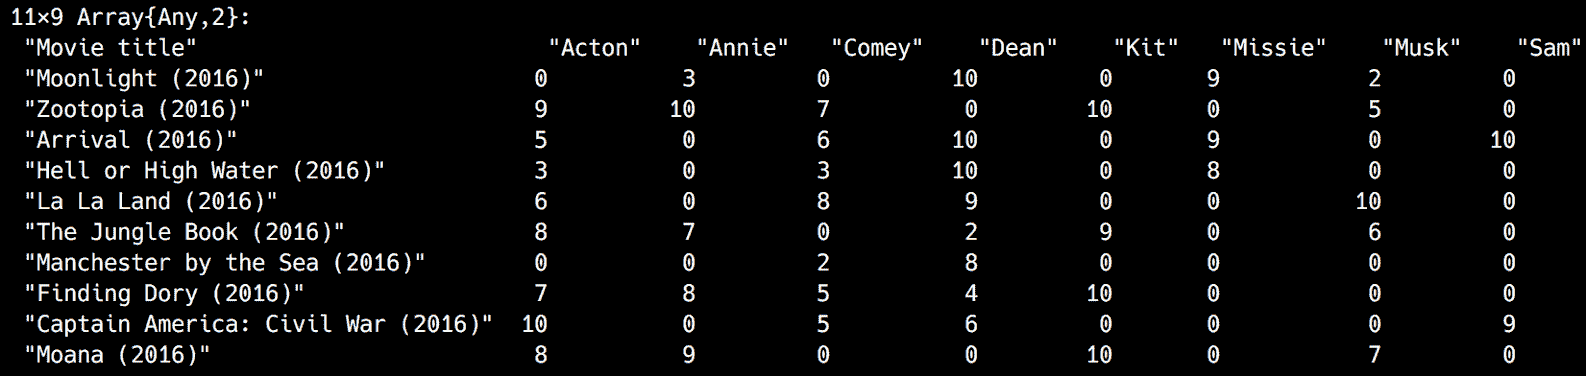 11×9 Array{Any,2}:
"Movie title" "Acton" "Annie" "Comey" "Dean" "Kit" "Missie" "Musk" "Sam"
"Moonlight (2016)" 0 3 0 10 0 9 2 0
"Zootopia (2016)" 9 10 7 0 10 0 5 0
"Arrival (2016)" 5 0 6 10 0 9 0 10
"Hell or High Water (2016)" 3 0 3 10 0 8 0 0
"La La Land (2016)" 6 0 8 9 0 0 10 0
"The Jungle Book (2016)" 8 7 0 2 9 0 6 0
"Manchester by the Sea (2016)" 0 0 2 8 0 0 0 0
"Finding Dory (2016)" 7 8 5 4 10 0 0 0
"Captain America: Civil War (2016)" 10 0 5 6 0 0 0 9
"Moana (2016)" 8 9 0 0 10 0 7 0